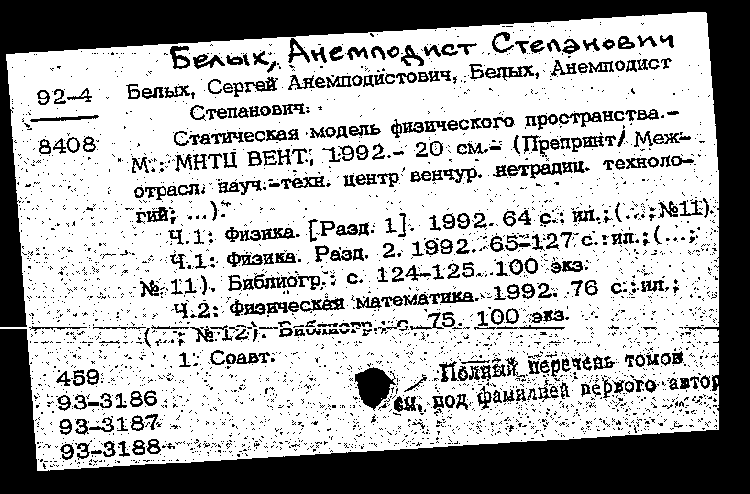 Белых, Анемподист Степанович
92-4 Белых, Сергей Анемподистович, Белых, Анемподист
Степанович.
8408 Статическая модель физического пространства.-
М.: МНТЦ ВЕНТ, 1992.- 20 см.- (Препринт/ Меж-
отрасл. науч.-техн. центр венчур. нетрадиц. техноло-
гий; ...).
Ч.1: Физика. [Разд. 1]. 1992. 64 с.: ил.; (...; №11).
Ч.1: Физика. Разд. 2. 1992. 65-127 с.: ил.; (...;
№ 11). Библиогр.: с. 124-125. 100 экз.
Ч.2: Физическая математика. 1992. 76 с.: ил.;
(...; №12). Библиогр.: с. 75. 100 экз.
1. Соавт.
459
93-3186
93-3187
93-3188
Полный перечень томов
см. под фамилией первого автор